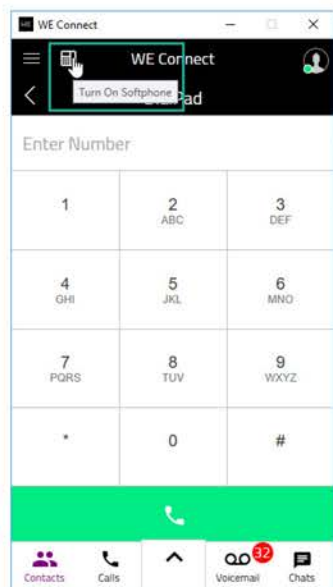 WE Connect
WE Connect
Turn On Softphone
Pad
Enter Number
1 2 3
ABC DEF
4 5 6
GHI JKL MNO
7 8 9
PQRS TUV WXYZ
* 0 #
32
Contacts Calls Voicemail Chats